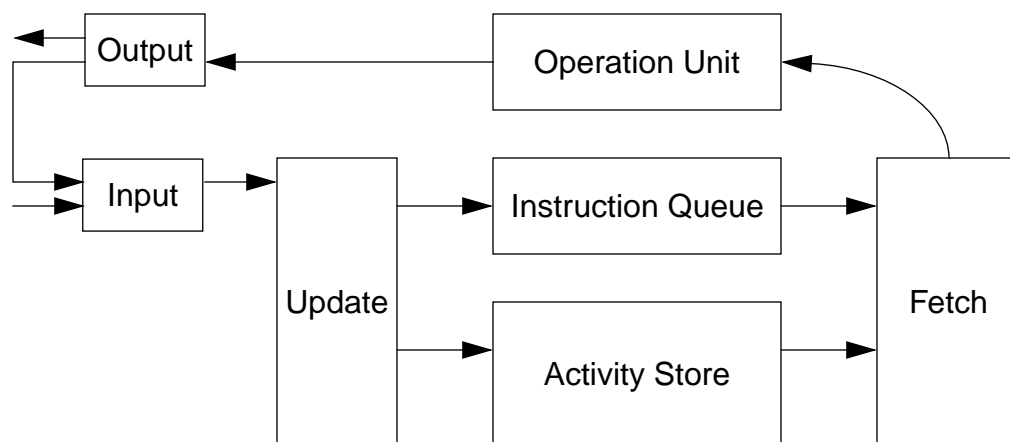 Output
Operation Unit
Input
Instruction Queue
Update
Fetch
Activity Store